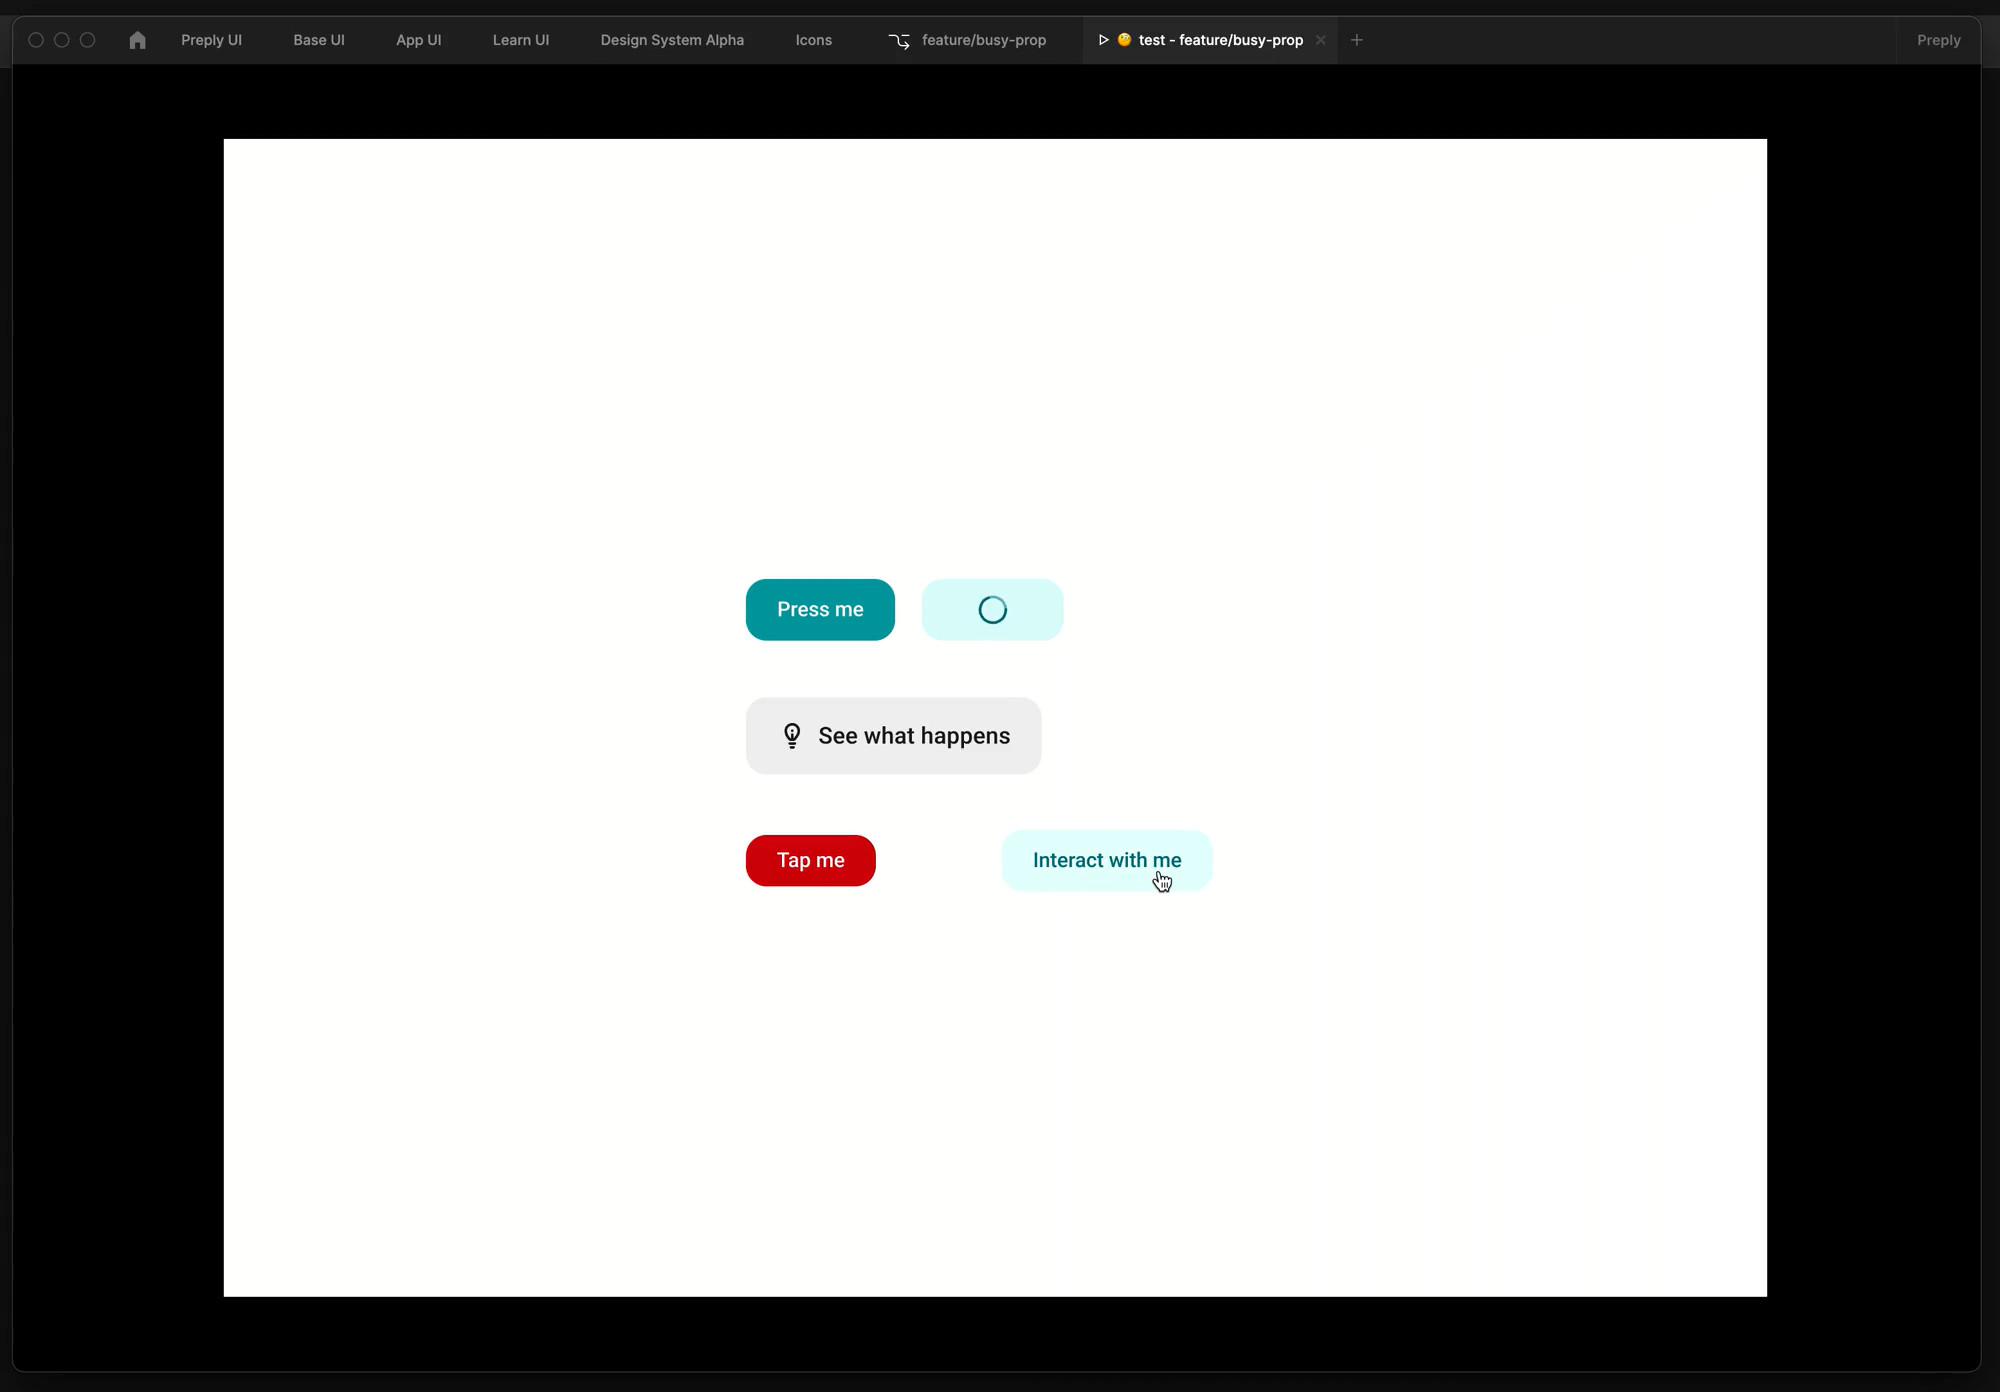 Preply UI Base UI App UI Learn UI Design System Alpha Icons feature/busy-prop test - feature/busy-prop Preply
Press me
See what happens
Tap me Interact with me